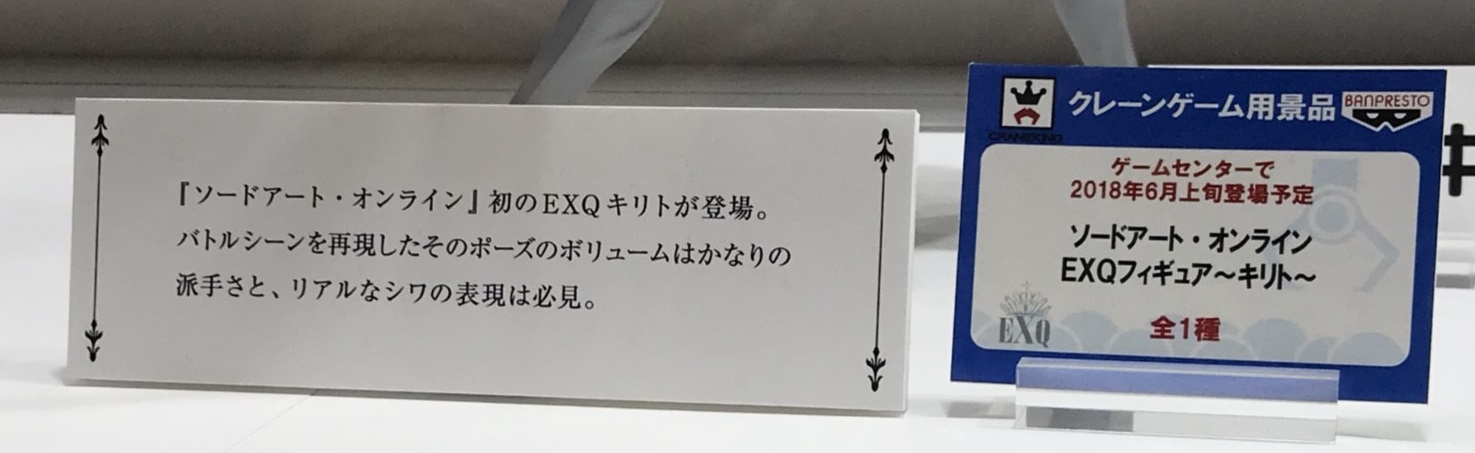 『ソードアート・オンライン』初のEXQキリトが登場。
バトルシーンを再現したそのポーズのボリュームはかなりの
派手さと、リアルなシワの表現は必見。
CRANEKING
クレーンゲーム用景品
BANPRESTO
ゲームセンターで
2018年6月上旬登場予定
ソードアート・オンライン
EXQフィギュア～キリト～
EXQ
全1種